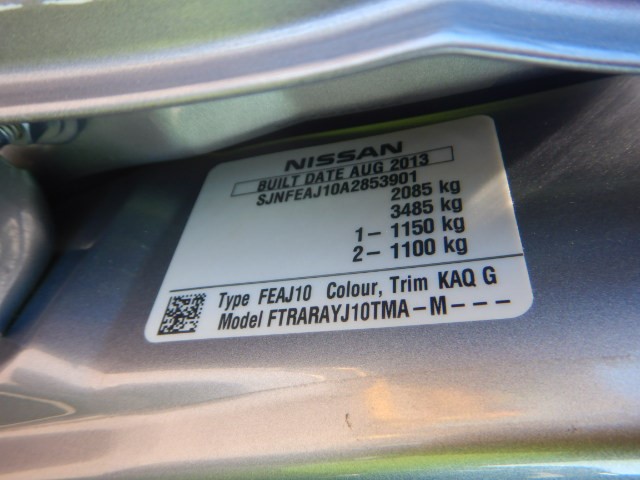 NISSAN
BUILT DATE AUG 2013
SJNFEAJ10A2853901
2085 kg
3485 kg
1- 1150 kg
2- 1100 kg
Type FEAJ10 Colour, Trim KAQ G
Model FTRARAYJ10TMA-M---